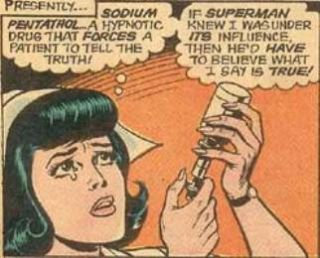 PRESENTLY...
SODIUM
PENTATHOL...A HYPNOTIC
DRUG THAT FORCES A
PATIENT TO TELL THE
TRUTH!
IF SUPERMAN
KNEW I WAS UNDER
ITS INFLUENCE,
THEN HE'D HAVE
TO BELIEVE WHAT
I SAY IS TRUE!